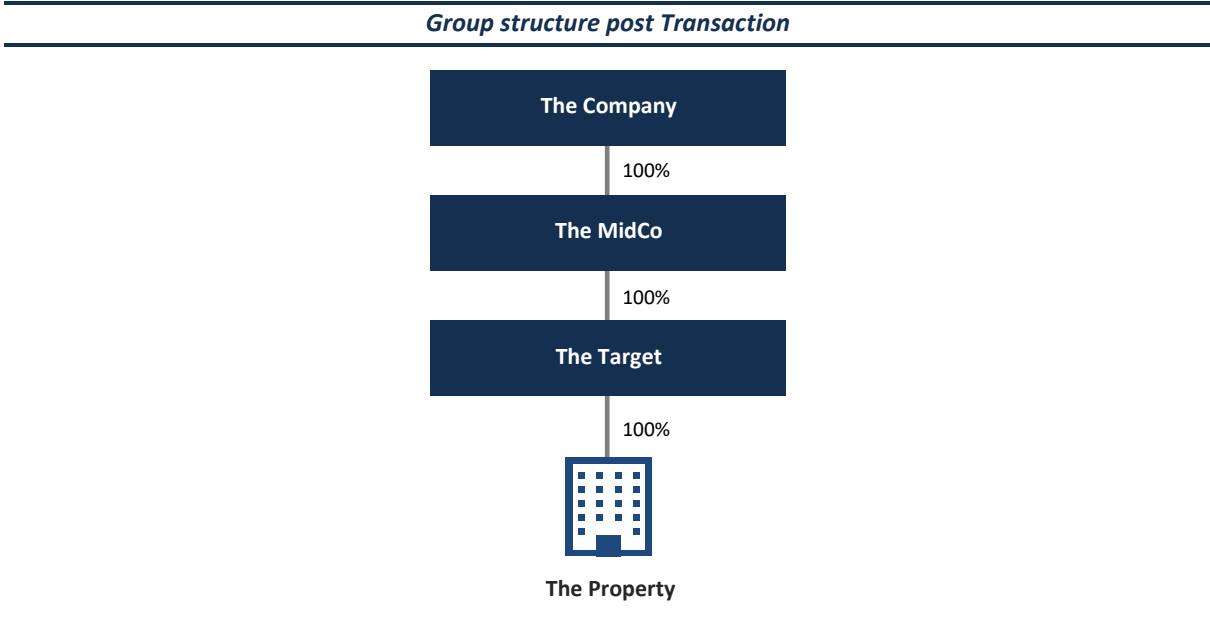 Group structure post Transaction
The Company
100%
The MidCo
100%
The Target
100%
The Property